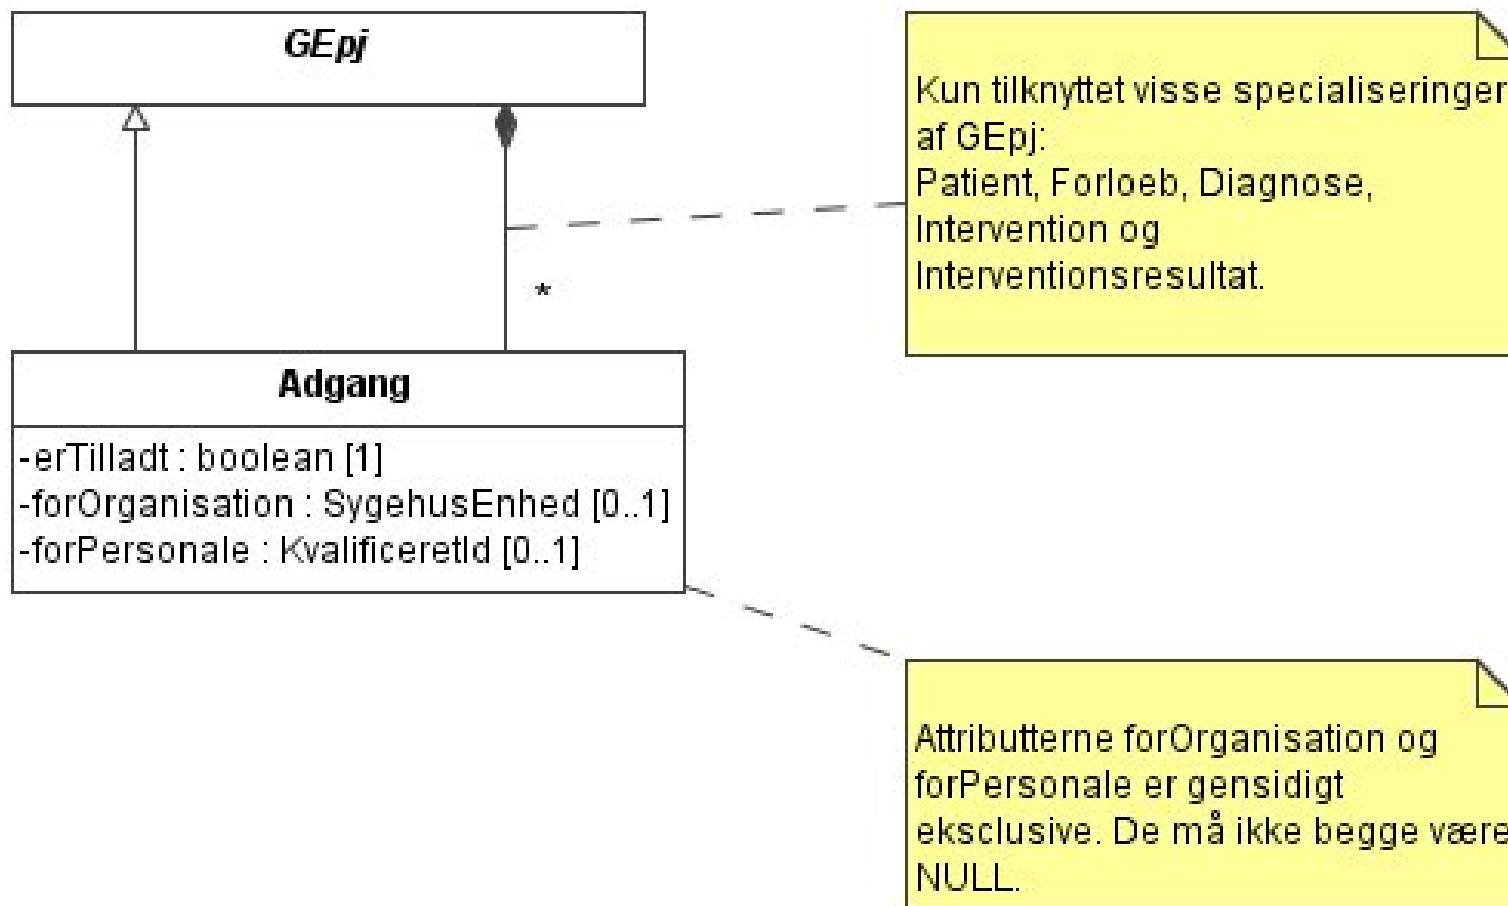 GEpj
Kun tilknyttet visse specialiseringer
af GEpj:
Patient, Forloeb, Diagnose,
Intervention og
Interventionsresultat.
*
Adgang
-erTilladt : boolean [1]
-forOrganisation : SygehusEnhed [0..1]
-forPersonale : KvalificeretId [0..1]
Attributterne forOrganisation og
forPersonale er gensidigt
eksclusive. De må ikke begge være
NULL.